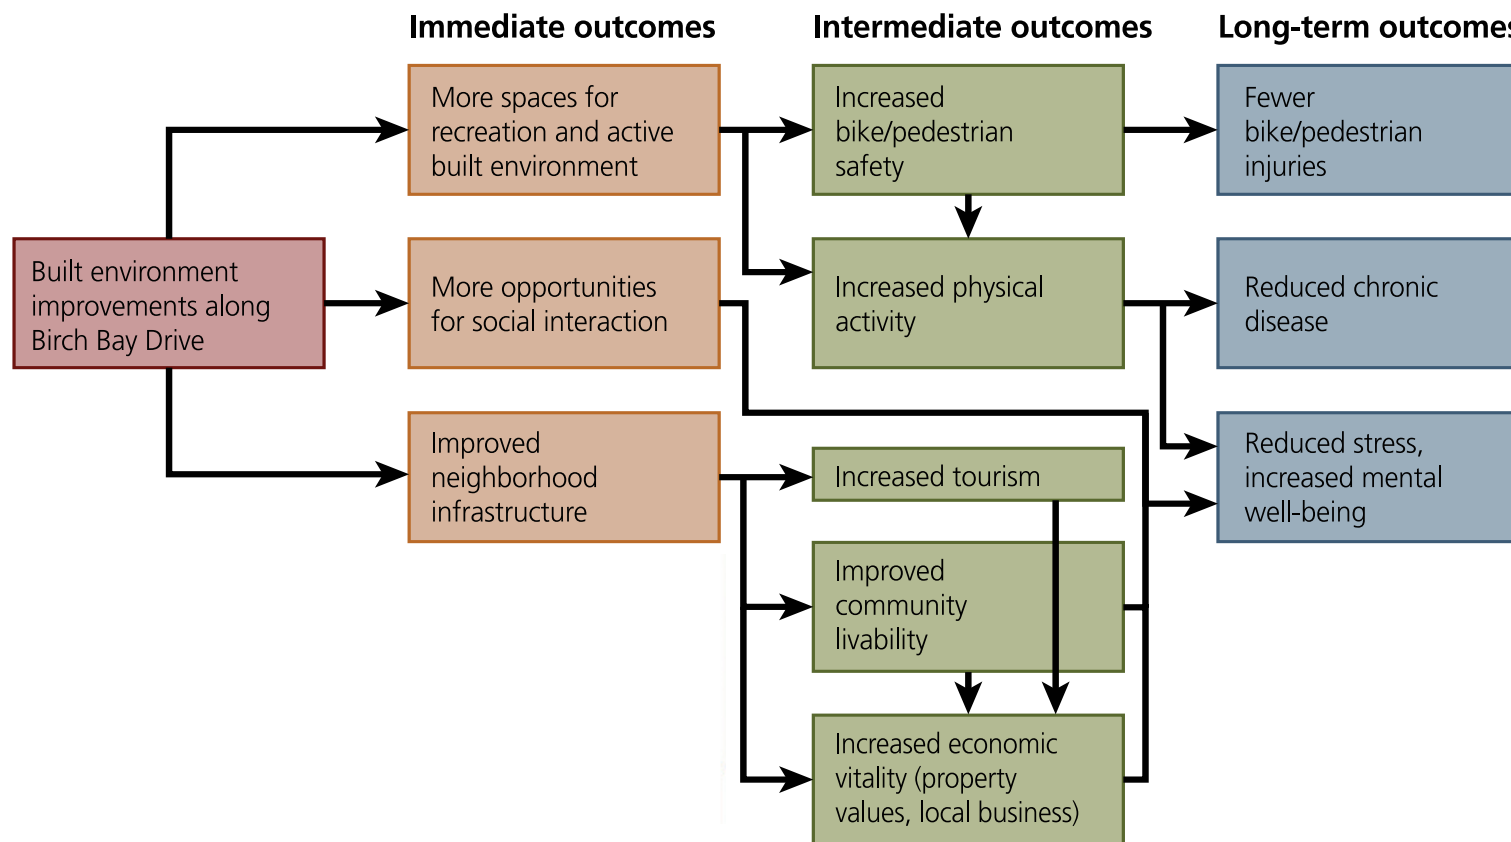 Immediate outcomes
Intermediate outcomes
Long-term outcomes
More spaces for
recreation and active
built environment
Increased
bike/pedestrian
safety
Fewer
bike/pedestrian
injuries
Built environment
improvements along
Birch Bay Drive
More opportunities
for social interaction
Increased physical
activity
Reduced chronic
disease
Improved
neighborhood
infrastructure
Increased tourism
Reduced stress,
increased mental
well-being
Improved
community
livability
Increased economic
vitality (property
values, local business)